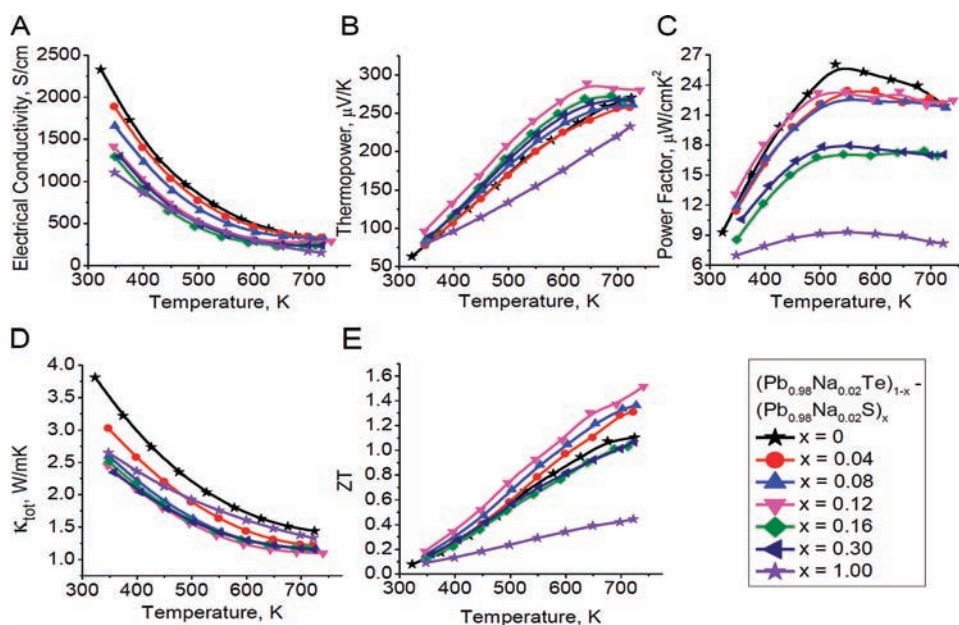 A
Electrical Conductivity, S/cm
2500
2000
1500
1000
500
0
300 400 500 600 700
Temperature, K
B
Thermopower, μV/K
300
250
200
150
100
50
300 400 500 600 700
Temperature, K
C
Power Factor, μW/cmK²
27
24
21
18
15
12
9
6
300 400 500 600 700
Temperature, K
D
κtot, W/mK
4.0
3.5
3.0
2.5
2.0
1.5
1.0
300 400 500 600 700
Temperature, K
E
ZT
1.6
1.4
1.2
1.0
0.8
0.6
0.4
0.2
0.0
300 400 500 600 700
Temperature, K
(Pb0.98Na0.02Te)1-x -
(Pb0.98Na0.02S)x
x = 0
x = 0.04
x = 0.08
x = 0.12
x = 0.16
x = 0.30
x = 1.00